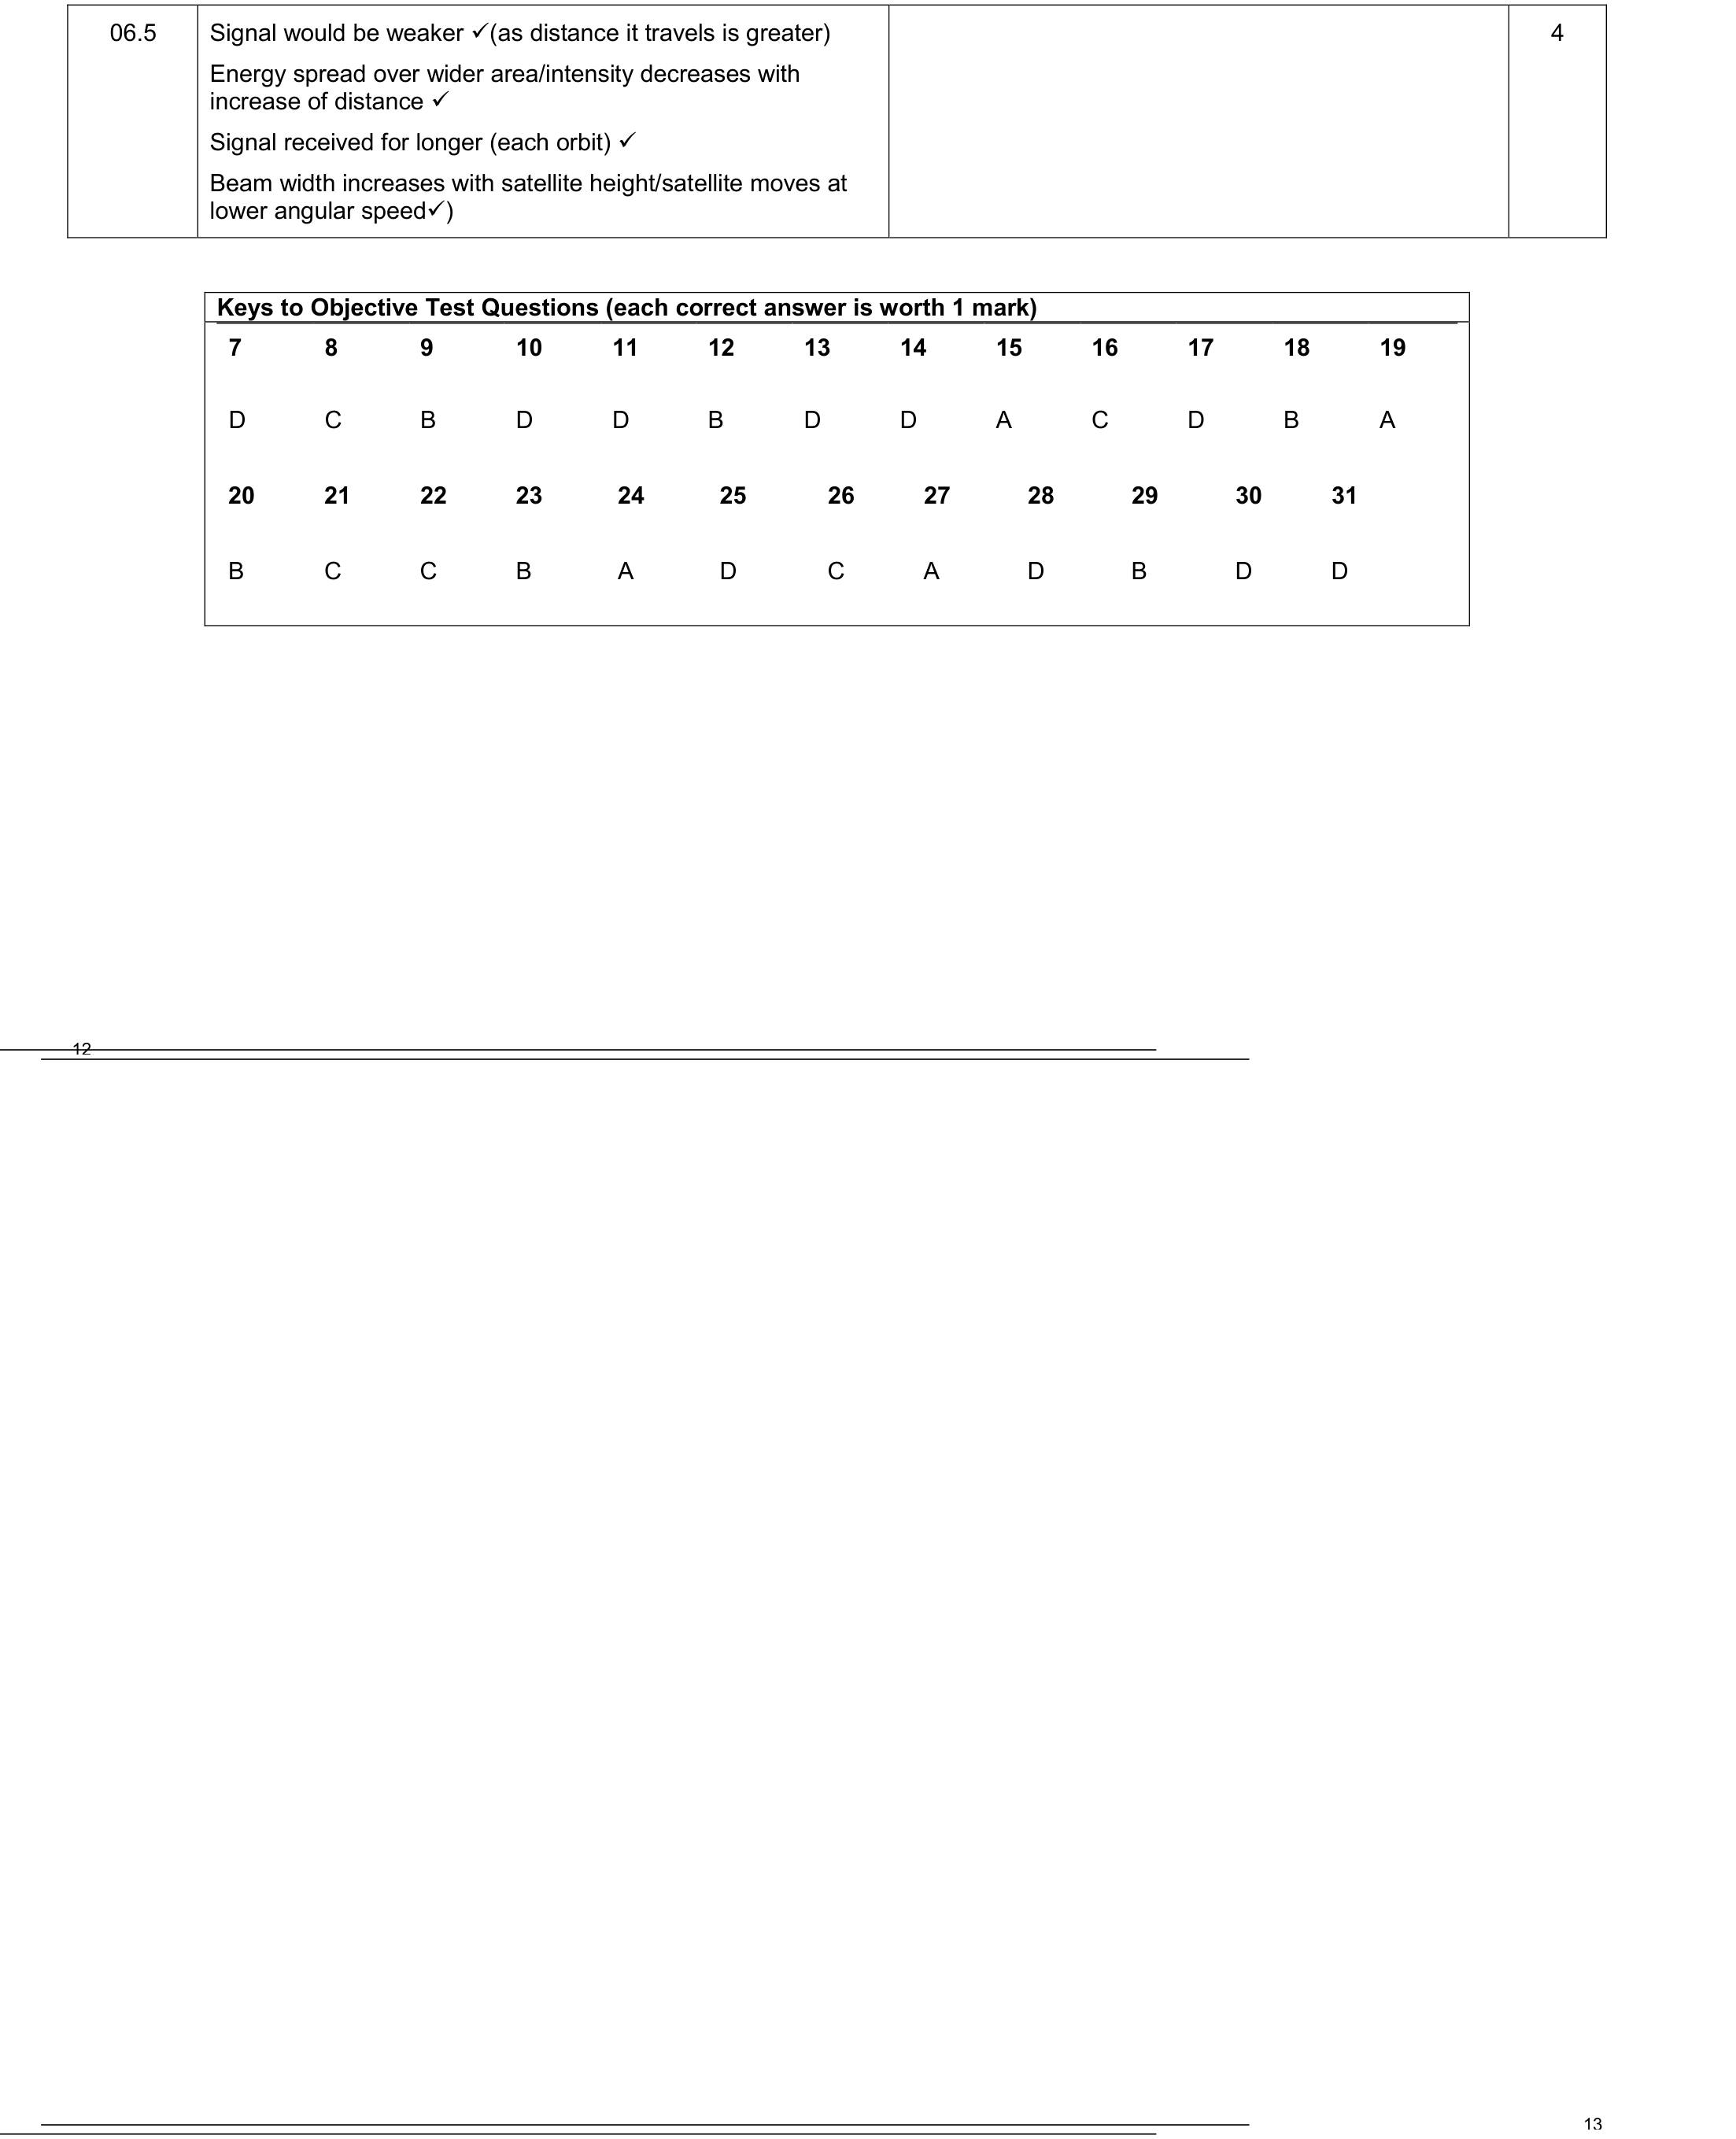 06.5 Signal would be weaker ✓(as distance it travels is greater) 4
Energy spread over wider area/intensity decreases with
increase of distance ✓
Signal received for longer (each orbit) ✓
Beam width increases with satellite height/satellite moves at
lower angular speed✓)
Keys to Objective Test Questions (each correct answer is worth 1 mark)
7 8 9 10 11 12 13 14 15 16 17 18 19
D C B D D B D D A C D B A
20 21 22 23 24 25 26 27 28 29 30 31
B C C B A D C A D B D D
12
13